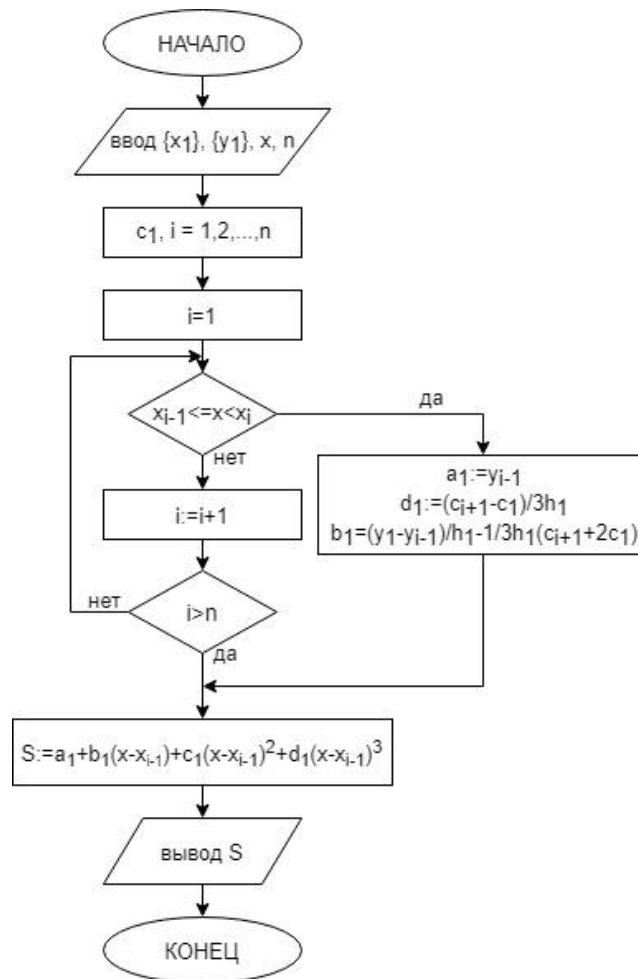 НАЧАЛО
ввод {x₁}, {y₁}, x, n
c₁, i = 1,2,...,n
i=1
xᵢ₋₁<=x<xᵢ
да
нет
a₁:=yᵢ₋₁
d₁:=(cᵢ₊₁-c₁)/3h₁
b₁=(y₁-yᵢ₋₁)/h₁-1/3h₁(cᵢ₊₁+2c₁)
i:=i+1
нет
i>n
да
S:=a₁+b₁(x-xᵢ₋₁)+c₁(x-xᵢ₋₁)²+d₁(x-xᵢ₋₁)³
вывод S
КОНЕЦ